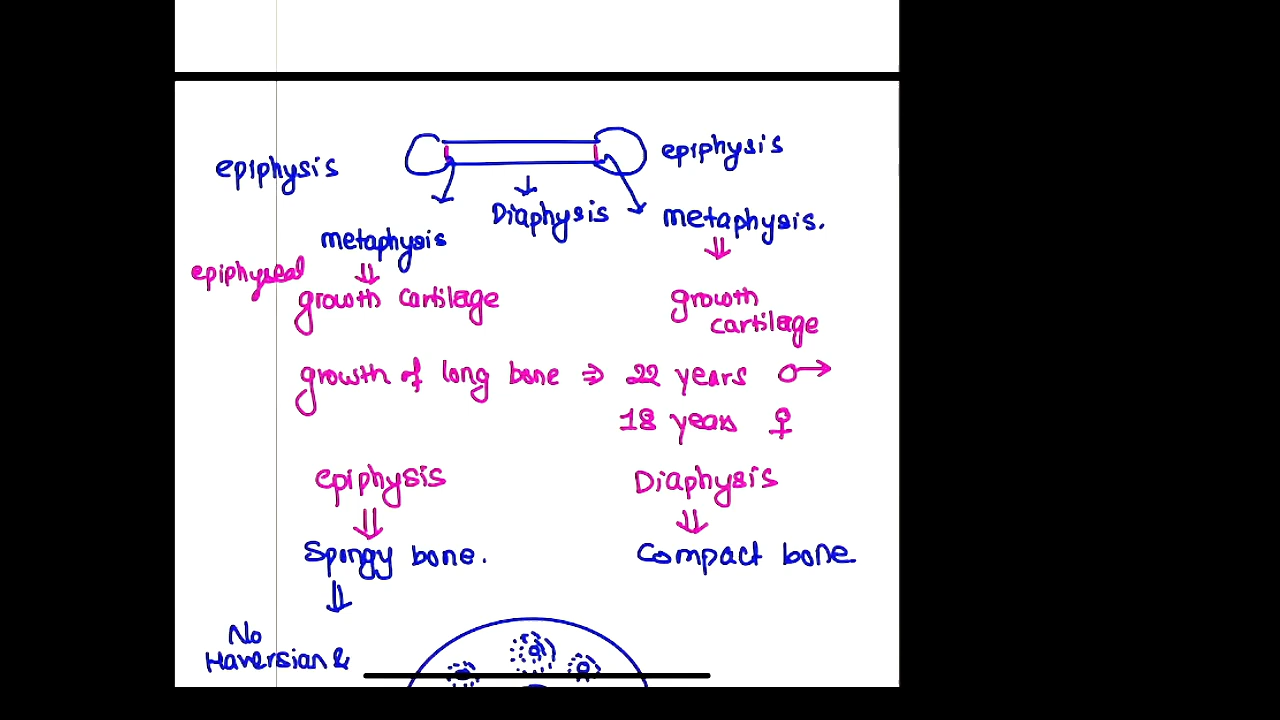 epiphysis
epiphysis
Diaphysis
metaphysis.
metaphysis
epiphyseal
growth cartilage
growth
cartilage
growth of long bone ⇒ 22 years ♂
18 years ♀
epiphysis
Diaphysis
Spongy bone.
Compact bone
No
Haversian &